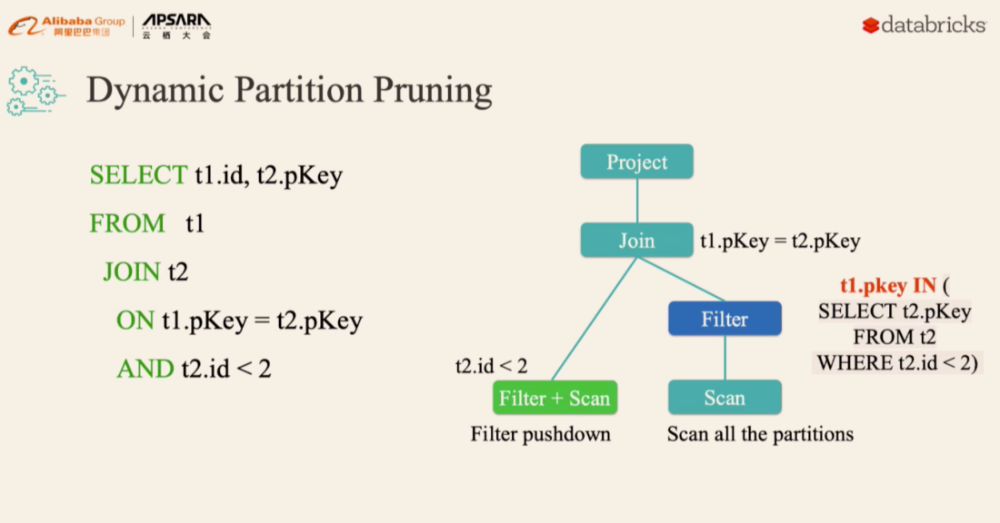 Alibaba Group
阿里巴巴集团
APSARA
APSARA CONFERENCE
云栖大会
databricks
Dynamic Partition Pruning
SELECT t1.id, t2.pKey
FROM t1
JOIN t2
ON t1.pKey = t2.pKey
AND t2.id < 2
Project
Join
t1.pKey = t2.pKey
t1.pkey IN (
SELECT t2.pKey
FROM t2
WHERE t2.id < 2)
Filter
t2.id < 2
Filter + Scan
Scan
Filter pushdown
Scan all the partitions